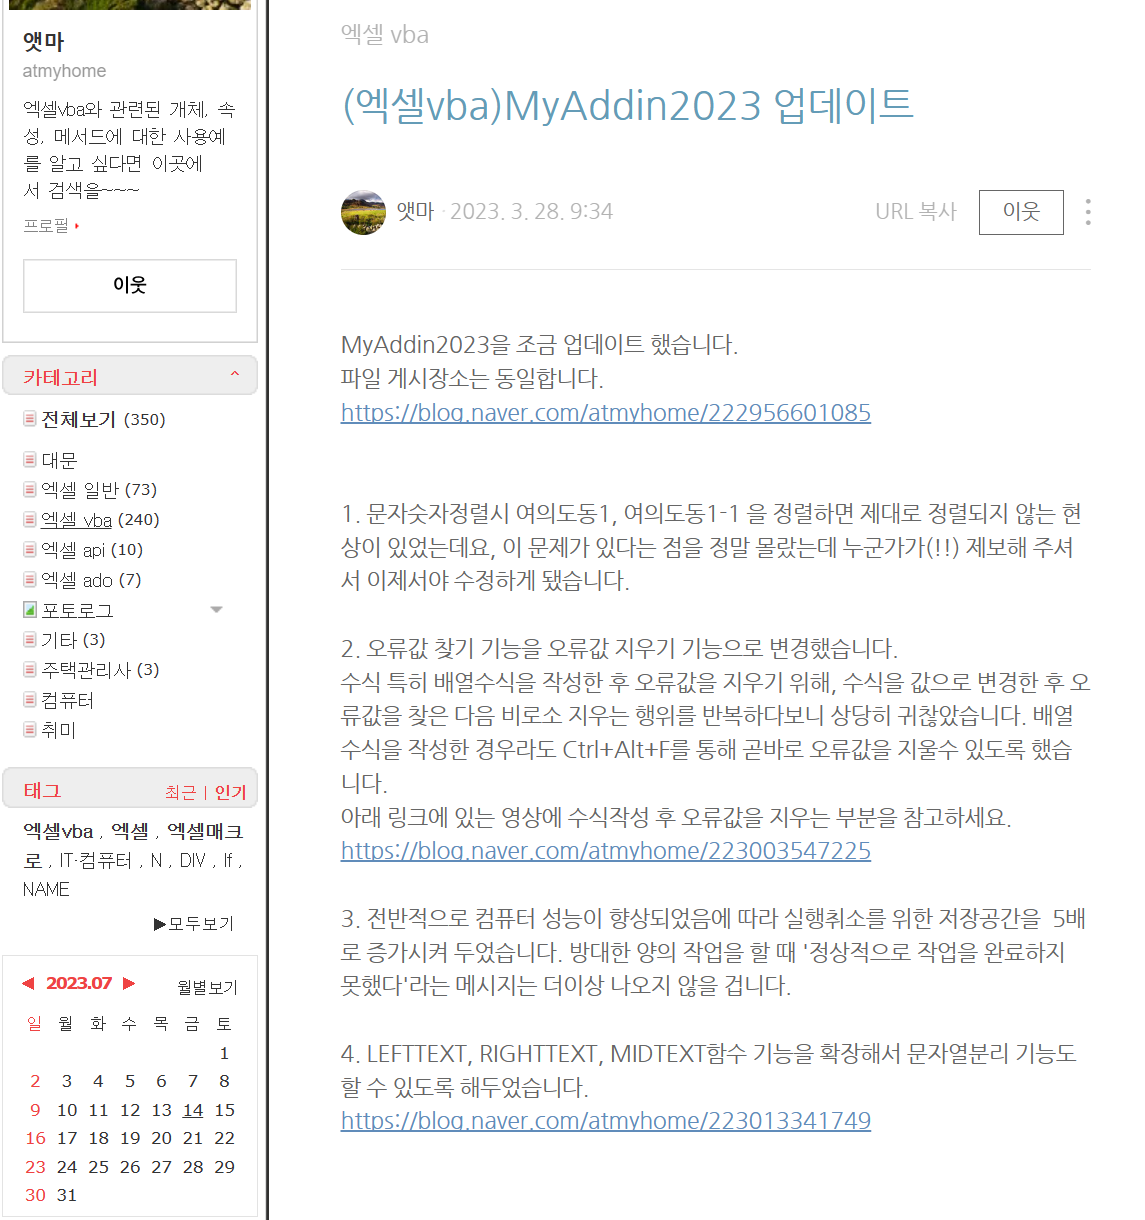 앳마
atmyhome
엑셀vba와 관련된 개체, 속
성, 메서드에 대한 사용예
를 알고 싶다면 이곳에
서 검색을~~~
프로필
이웃
카테고리
전체보기 (350)
대문
엑셀 일반 (73)
엑셀 vba (240)
엑셀 api (10)
엑셀 ado (7)
포토로그
기타 (3)
주택관리사 (3)
컴퓨터
취미
태그
최근 | 인기
엑셀vba , 엑셀 , 엑셀매크
로 , IT·컴퓨터 , N , DIV , If ,
NAME
▶모두보기
◀ 2023.07 ▶
월별보기
일 월 화 수 목 금 토
1
2 3 4 5 6 7 8
9 10 11 12 13 14 15
16 17 18 19 20 21 22
23 24 25 26 27 28 29
30 31
엑셀 vba
(엑셀vba)MyAddin2023 업데이트
앳마 · 2023. 3. 28. 9:34
URL 복사
이웃
MyAddin2023을 조금 업데이트 했습니다.
파일 게시장소는 동일합니다.
https://blog.naver.com/atmyhome/222956601085
1. 문자숫자정렬시 여의도동1, 여의도동1-1 을 정렬하면 제대로 정렬되지 않는 현
상이 있었는데요, 이 문제가 있다는 점을 정말 몰랐는데 누군가가(!!) 제보해 주셔
서 이제서야 수정하게 됐습니다.
2. 오류값 찾기 기능을 오류값 지우기 기능으로 변경했습니다.
수식 특히 배열수식을 작성한 후 오류값을 지우기 위해, 수식을 값으로 변경한 후 오
류값을 찾은 다음 비로소 지우는 행위를 반복하다보니 상당히 귀찮았습니다. 배열
수식을 작성한 경우라도 Ctrl+Alt+F를 통해 곧바로 오류값을 지울수 있도록 했습
니다.
아래 링크에 있는 영상에 수식작성 후 오류값을 지우는 부분을 참고하세요.
https://blog.naver.com/atmyhome/223003547225
3. 전반적으로 컴퓨터 성능이 향상되었음에 따라 실행취소를 위한 저장공간을  5배
로 증가시켜 두었습니다. 방대한 양의 작업을 할 때 '정상적으로 작업을 완료하지
못했다'라는 메시지는 더이상 나오지 않을 겁니다.
4. LEFTTEXT, RIGHTTEXT, MIDTEXT함수 기능을 확장해서 문자열분리 기능도
할 수 있도록 해두었습니다.
https://blog.naver.com/atmyhome/223013341749